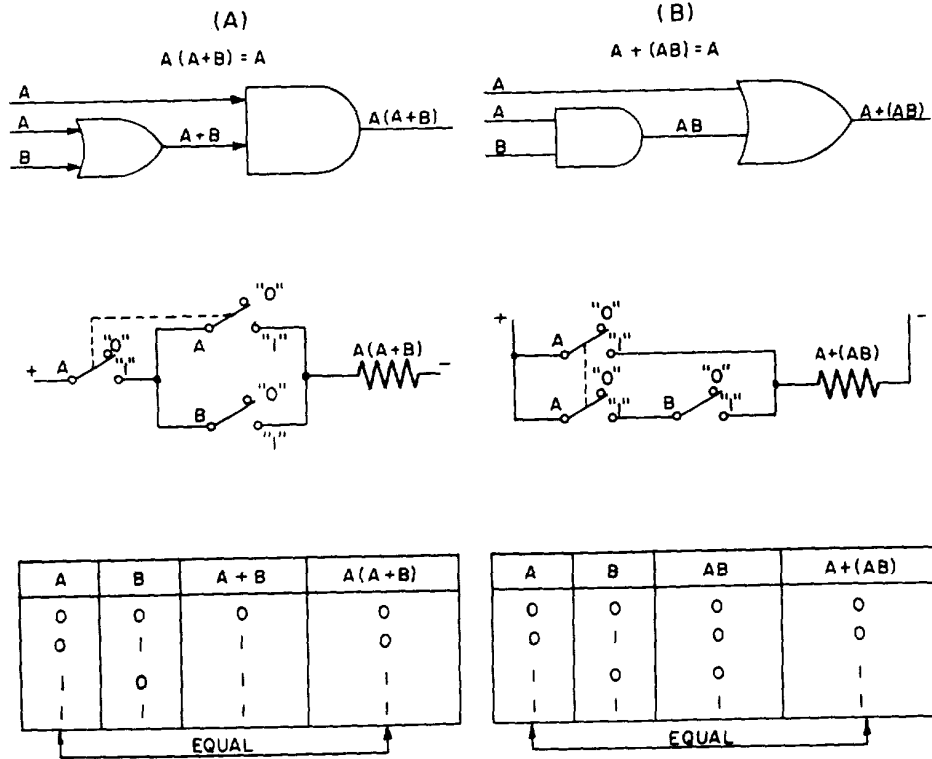 (A)
A(A+B) = A
A
A
B
A+B
A(A+B)
(B)
A + (AB) = A
A
A
B
AB
A+(AB)
+
A
"0"
"1"
A
"0"
"1"
B
"0"
"1"
A(A+B)
−
+
A
"0"
"1"
A
"0"
"1"
B
"0"
"1"
A+(AB)
−
A B A + B A(A+B)
0 0 0 0
0 1 1 0
1 0 1 1
1 1 1 1
EQUAL
A B AB A+(AB)
0 0 0 0
0 1 0 0
1 0 0 1
1 1 1 1
EQUAL